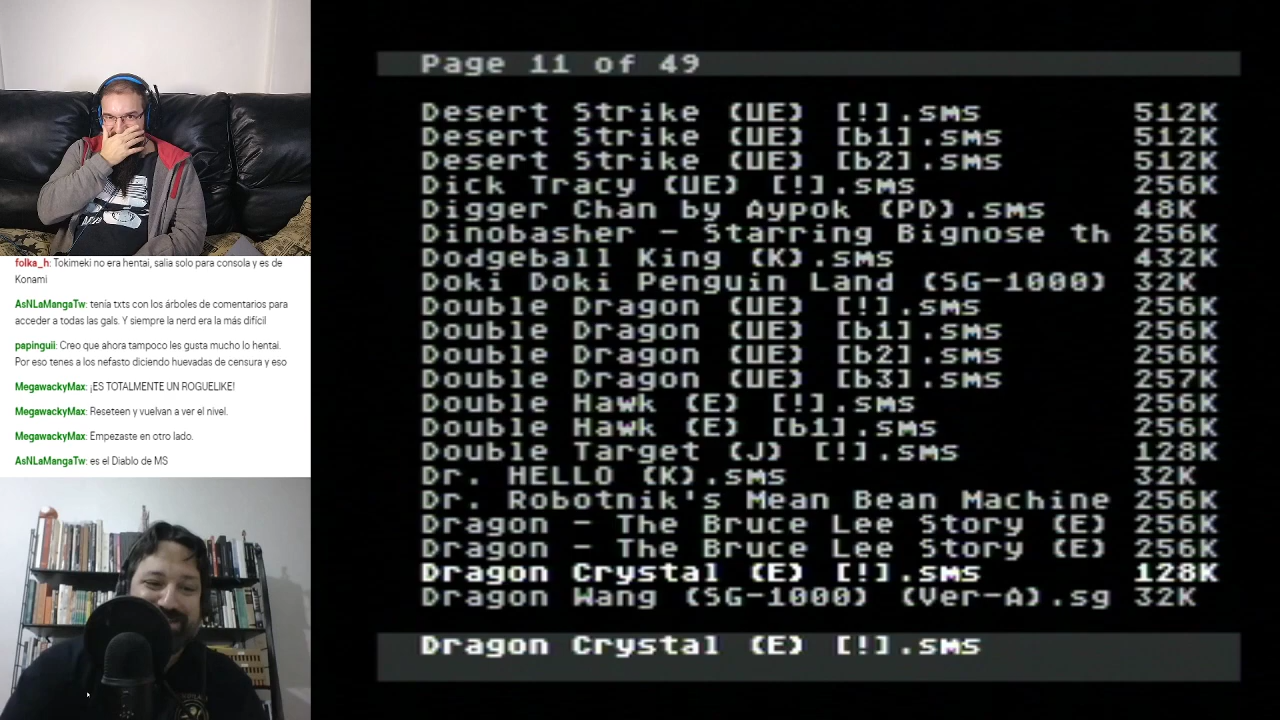 folka_h: Tokimeki no era hentai, salia solo para consola y es de
Konami
AsNLaMangaTw: tenía txts con los árboles de comentarios para
acceder a todas las gals. Y siempre la nerd era la más difícil
papinguii: Creo que ahora tampoco les gusta mucho lo hentai.
Por eso tenes a los nefasto diciendo huevadas de censura y eso
MegawackyMax: ¡ES TOTALMENTE UN ROGUELIKE!
MegawackyMax: Reseteen y vuelvan a ver el nivel.
MegawackyMax: Empezaste en otro lado.
AsNLaMangaTw: es el Diablo de MS
Page 11 of 49
Desert Strike (UE) [!].sms 512K
Desert Strike (UE) [b1].sms 512K
Desert Strike (UE) [b2].sms 512K
Dick Tracy (UE) [!].sms 256K
Digger Chan by Aypok (PD).sms 48K
Dinobasher - Starring Bignose th 256K
Dodgeball King (K).sms 432K
Doki Doki Penguin Land (SG-1000) 32K
Double Dragon (UE) [!].sms 256K
Double Dragon (UE) [b1].sms 256K
Double Dragon (UE) [b2].sms 256K
Double Dragon (UE) [b3].sms 257K
Double Hawk (E) [!].sms 256K
Double Hawk (E) [b1].sms 256K
Double Target (J) [!].sms 128K
Dr. HELLO (K).sms 32K
Dr. Robotnik's Mean Bean Machine 256K
Dragon - The Bruce Lee Story (E) 256K
Dragon - The Bruce Lee Story (E) 256K
Dragon Crystal (E) [!].sms 128K
Dragon Wang (SG-1000) (Ver-A).sg 32K
Dragon Crystal (E) [!].sms